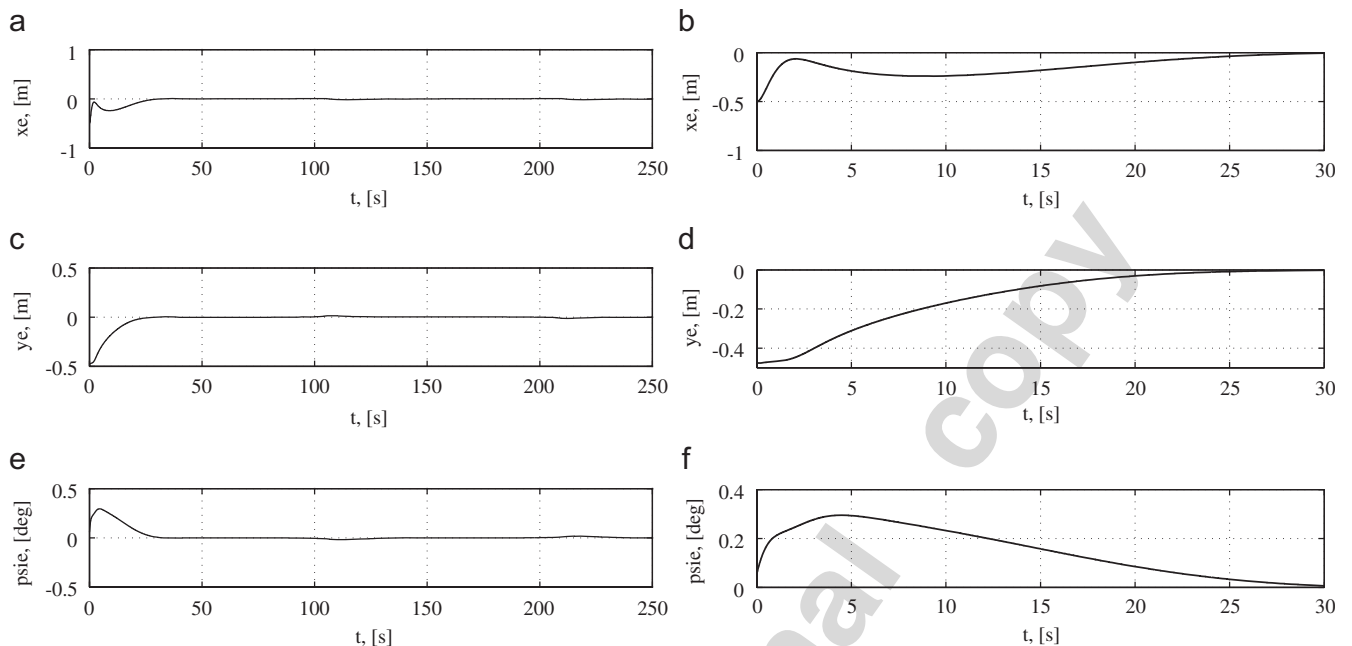 a
1
0
-1
xe, [m]
0 50 100 150 200 250
t, [s]
b
0
-0.5
-1
xe, [m]
0 5 10 15 20 25 30
t, [s]
c
0.5
0
-0.5
ye, [m]
0 50 100 150 200 250
t, [s]
d
0
-0.2
-0.4
ye, [m]
0 5 10 15 20 25 30
t, [s]
e
0.5
0
-0.5
psie, [deg]
0 50 100 150 200 250
t, [s]
f
0.4
0.2
0
psie, [deg]
0 5 10 15 20 25 30
t, [s]
copy